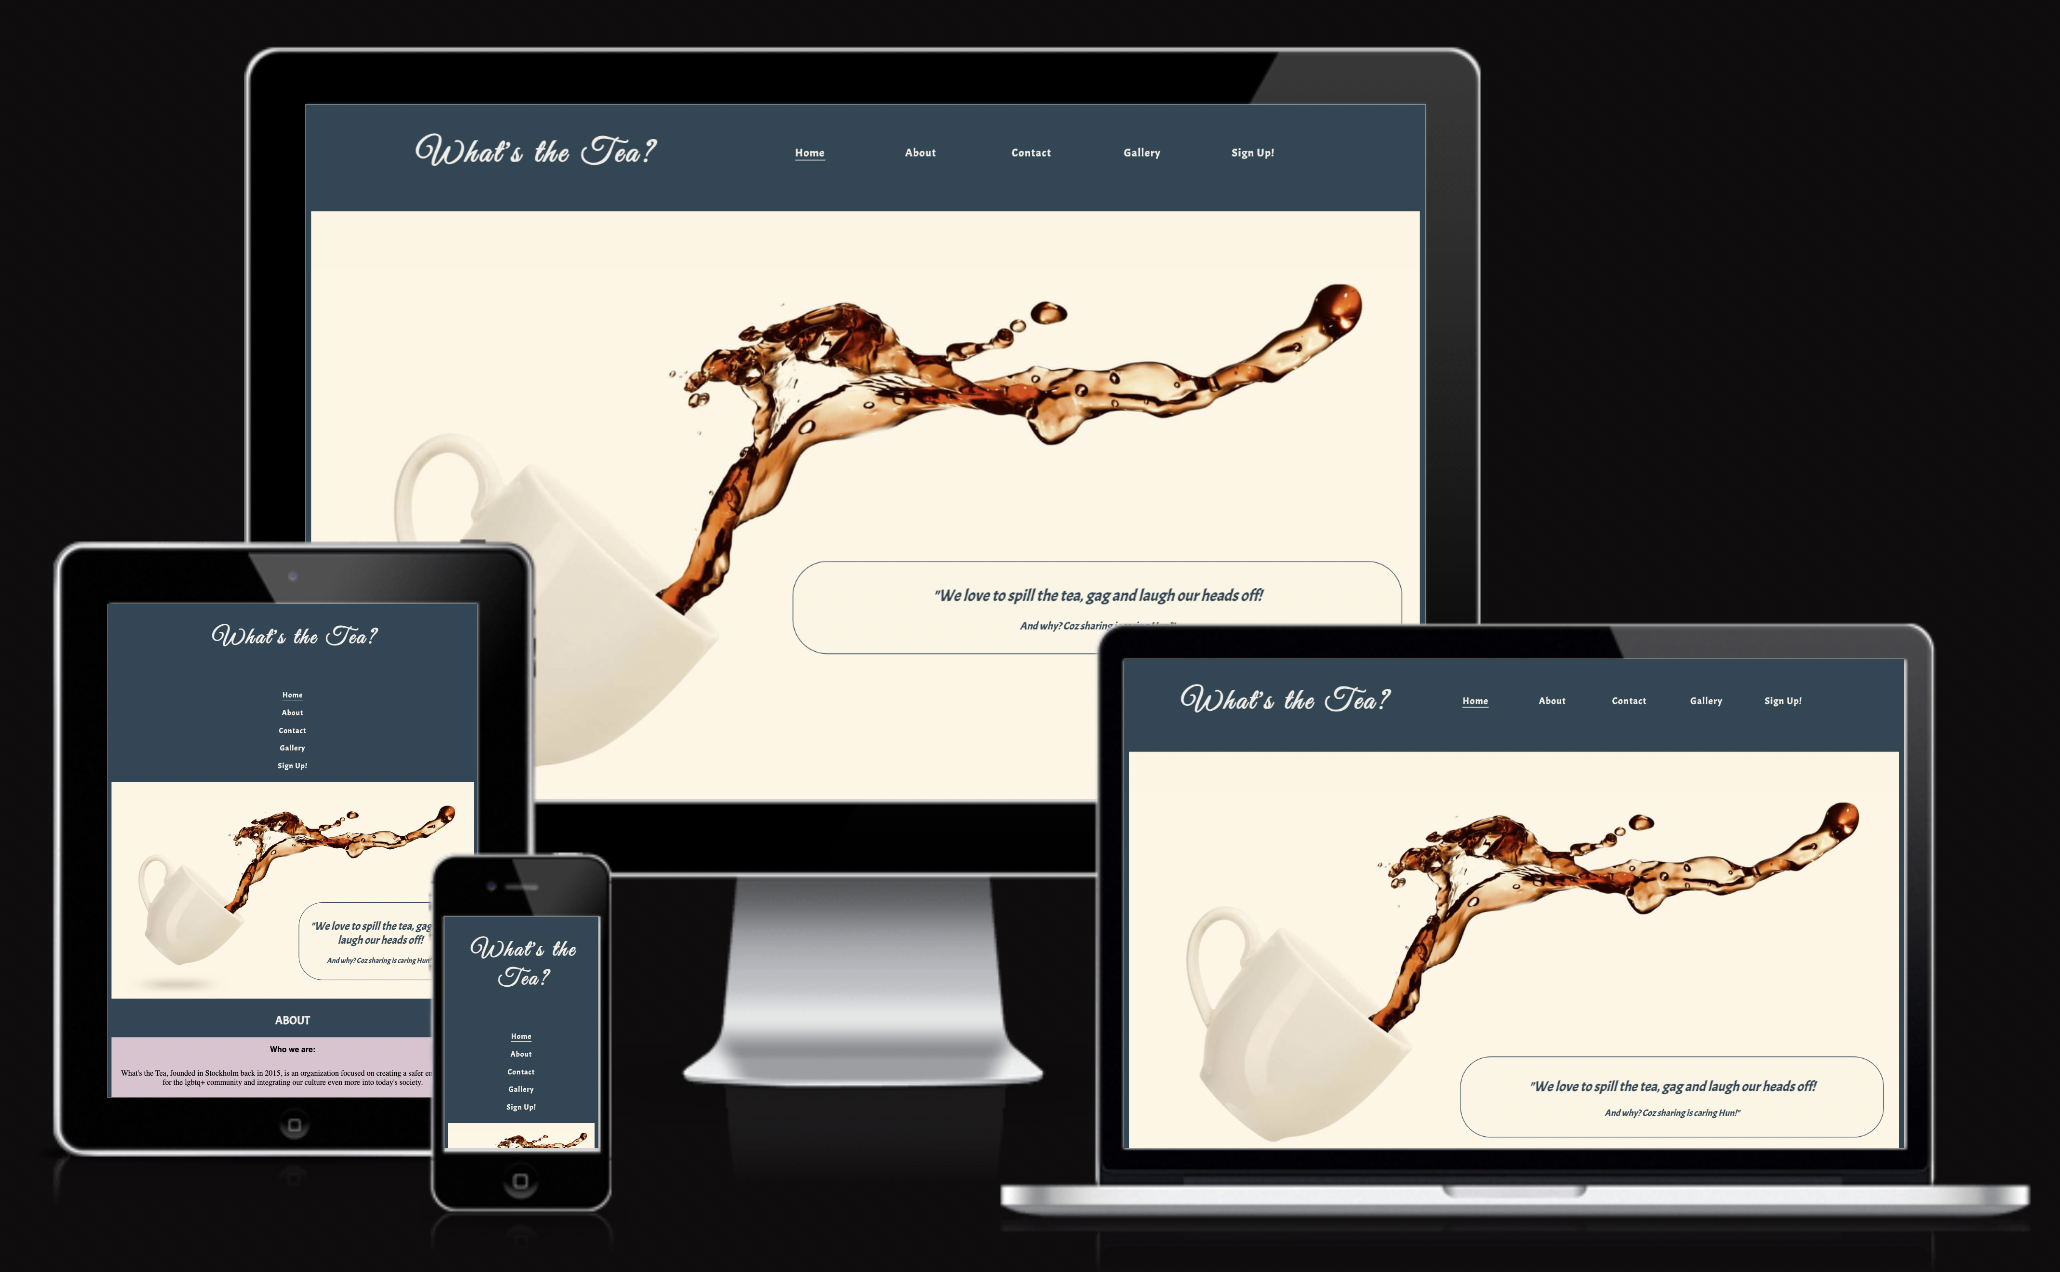 What's the Tea?
Home About Contact Gallery Sign Up!
"We love to spill the tea, gag and laugh our heads off!
And why? Coz sharing
What's the Tea?
Home
About
Contact
Gallery
Sign Up!
"We love to spill the tea, gag
laugh our heads off!
And why? Coz sharing is caring Hun!
ABOUT
Who we are:
What's the Tea, founded in Stockholm back in 2015, is an organization focused on creating a safer
for the lgbtq+ community and integrating our culture even more into today's society.
What's the
Tea?
Home
About
Contact
Gallery
Sign Up!
What's the Tea?
Home About Contact Gallery Sign Up!
"We love to spill the tea, gag and laugh our heads off!
And why? Coz sharing is caring Hun!"